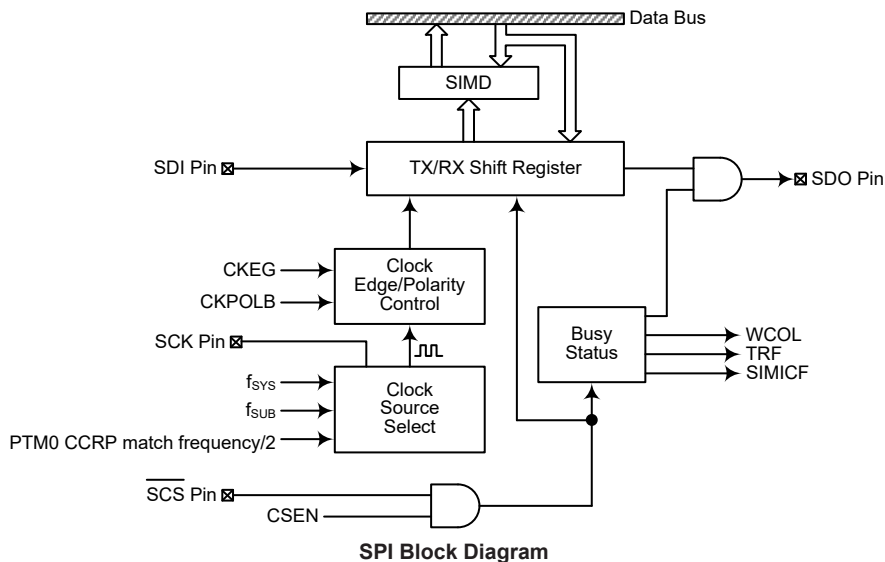 Data Bus
SIMD
SDI Pin
TX/RX Shift Register
SDO Pin
CKEG
CKPOLB
Clock
Edge/Polarity
Control
SCK Pin
Busy
Status
WCOL
TRF
SIMICF
fSYS
fSUB
PTM0 CCRP match frequency/2
Clock
Source
Select
SCS Pin
CSEN
SPI Block Diagram